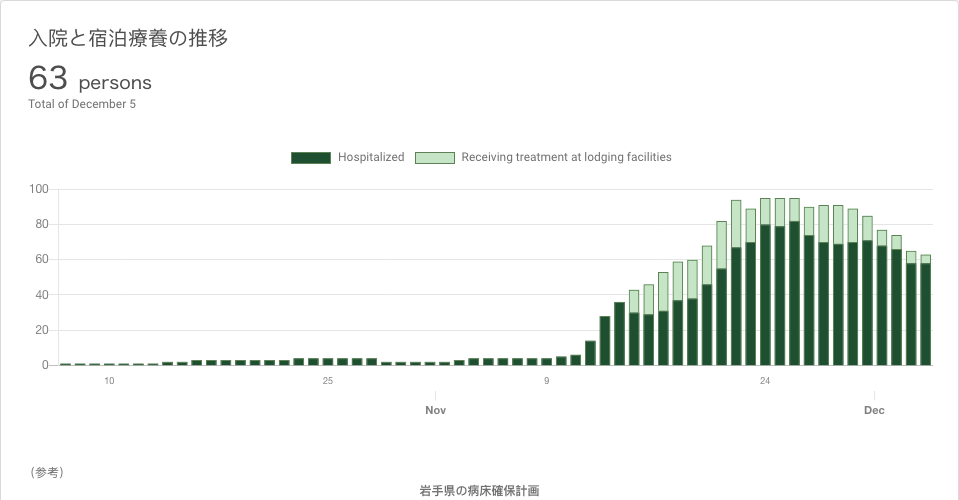 入院と宿泊療養の推移
63 persons
Total of December 5
Hospitalized Receiving treatment at lodging facilities
100
80
60
40
20
0
10 25 9 24
Nov Dec
(参考)
岩手県の病床確保計画